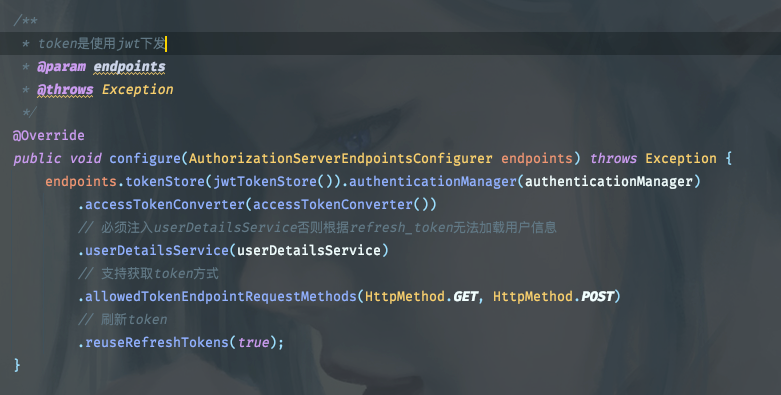 /**
 * token是使用jwt下发
 * @param endpoints
 * @throws Exception
 */
@Override
public void configure(AuthorizationServerEndpointsConfigurer endpoints) throws Exception {
    endpoints.tokenStore(jwtTokenStore()).authenticationManager(authenticationManager)
        .accessTokenConverter(accessTokenConverter())
        // 必须注入userDetailsService否则根据refresh_token无法加载用户信息
        .userDetailsService(userDetailsService)
        // 支持获取token方式
        .allowedTokenEndpointRequestMethods(HttpMethod.GET, HttpMethod.POST)
        // 刷新token
        .reuseRefreshTokens(true);
}